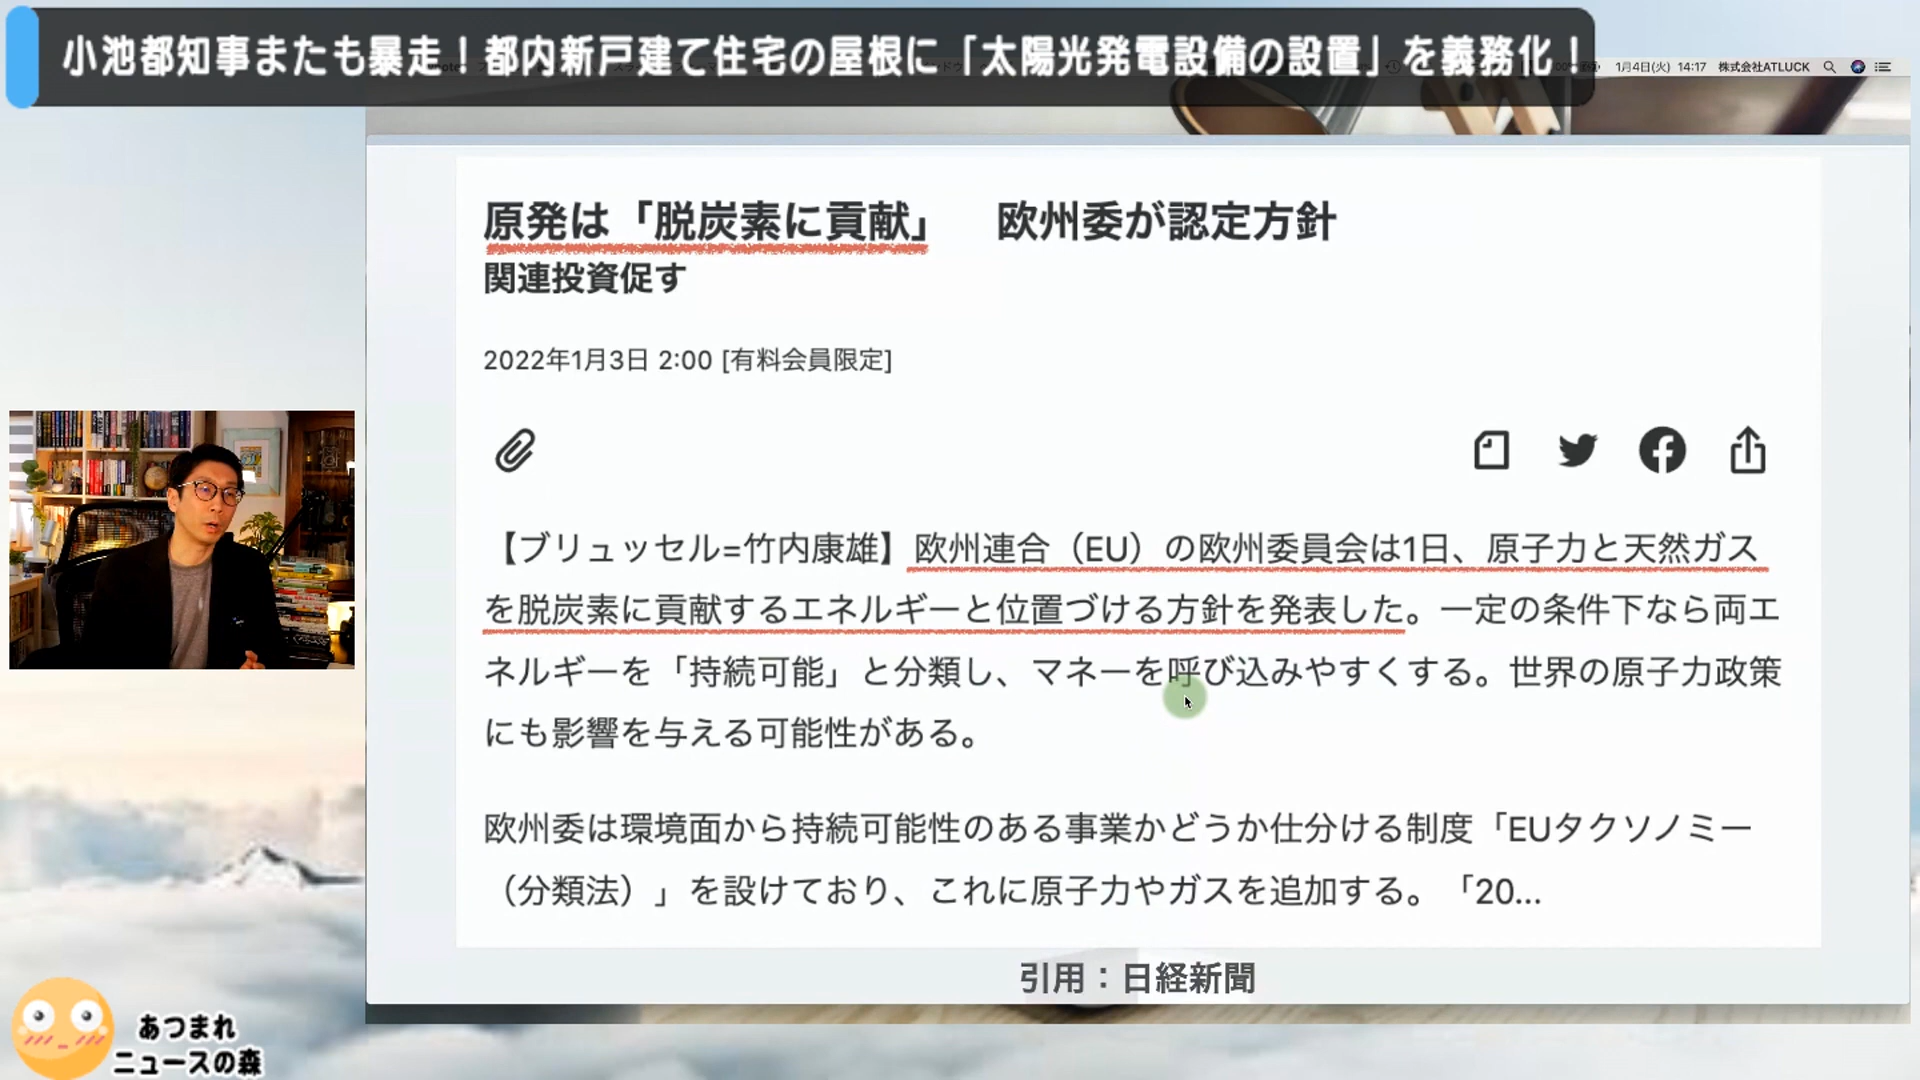 小池都知事またも暴走！都内新戸建て住宅の屋根に「太陽光発電設備の設置」を義務化！
1月4日(火) 14:17 株式会社ATLUCK
原発は「脱炭素に貢献」　欧州委が認定方針
関連投資促す
2022年1月3日 2:00 [有料会員限定]
【ブリュッセル=竹内康雄】欧州連合（EU）の欧州委員会は1日、原子力と天然ガス
を脱炭素に貢献するエネルギーと位置づける方針を発表した。一定の条件下なら両エ
ネルギーを「持続可能」と分類し、マネーを呼び込みやすくする。世界の原子力政策
にも影響を与える可能性がある。
欧州委は環境面から持続可能性のある事業かどうか仕分ける制度「EUタクソノミー
（分類法）」を設けており、これに原子力やガスを追加する。「20...
引用：日経新聞
あつまれ
ニュースの森